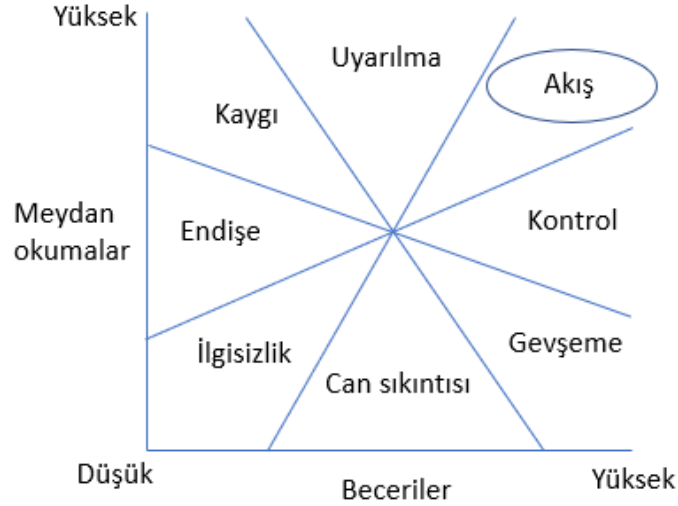 Yüksek
Uyarılma
Akış
Kaygı
Meydan
okumalar
Endişe
Kontrol
İlgisizlik
Gevşeme
Can sıkıntısı
Düşük
Beceriler
Yüksek